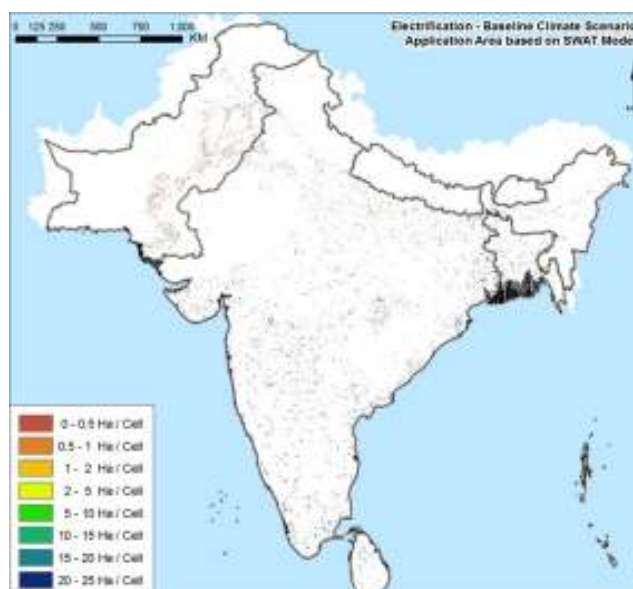 0 125 250 500 750 1,000
KM
Electrification - Baseline Climate Scenario
Application Area based on SWAT Model
0 - 0,5 Ha / Cell
0,5 - 1 Ha / Cell
1 - 2 Ha / Cell
2 - 5 Ha / Cell
5 - 10 Ha / Cell
10 - 15 Ha / Cell
15 - 20 Ha / Cell
20 - 25 Ha / Cell